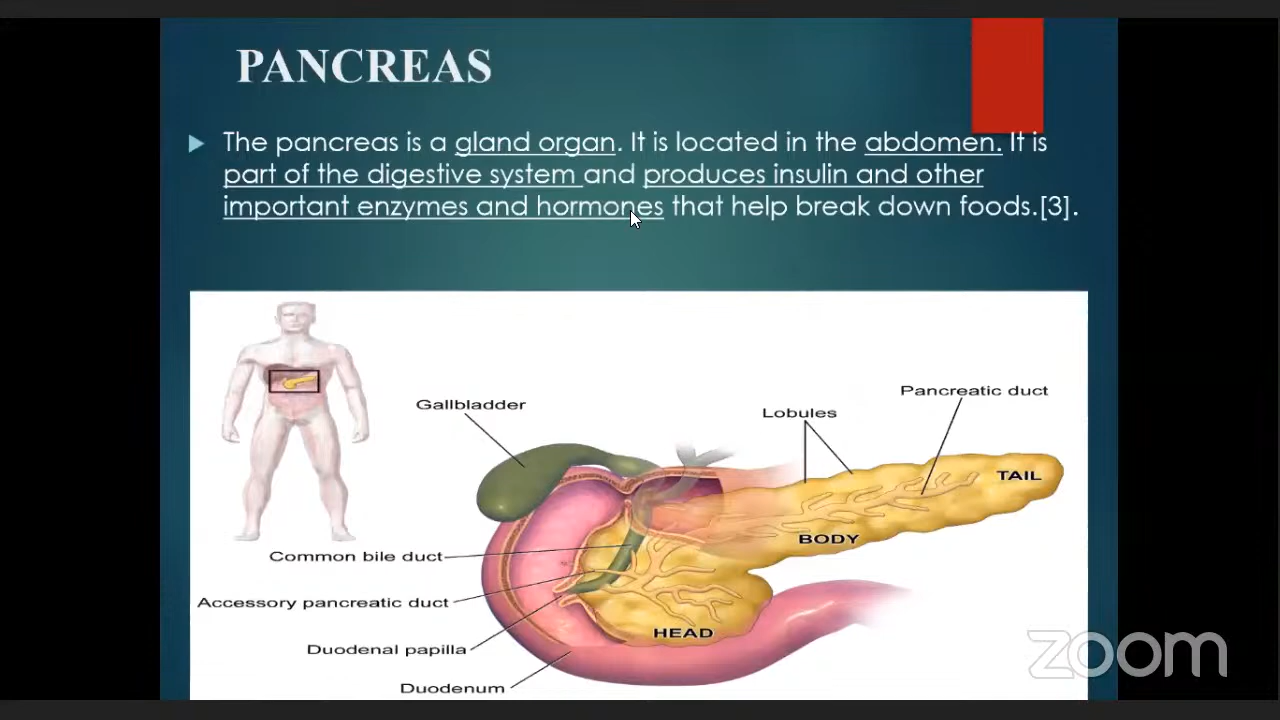 PANCREAS
The pancreas is a gland organ. It is located in the abdomen. It is
part of the digestive system and produces insulin and other
important enzymes and hormones that help break down foods.[3].
Pancreatic duct
Gallbladder
Lobules
TAIL
BODY
Common bile duct
Accessory pancreatic duct
HEAD
Duodenal papilla
Duodenum
zoom